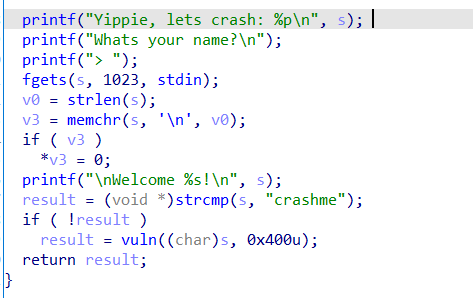 printf("Yippie, lets crash: %p\n", s);
printf("Whats your name?\n");
printf("> ");
fgets(s, 1023, stdin);
v0 = strlen(s);
v3 = memchr(s, '\n', v0);
if ( v3 )
*v3 = 0;
printf("\nWelcome %s!\n", s);
result = (void *)strcmp(s, "crashme");
if ( !result )
result = vuln((char)s, 0x400u);
return result;
}